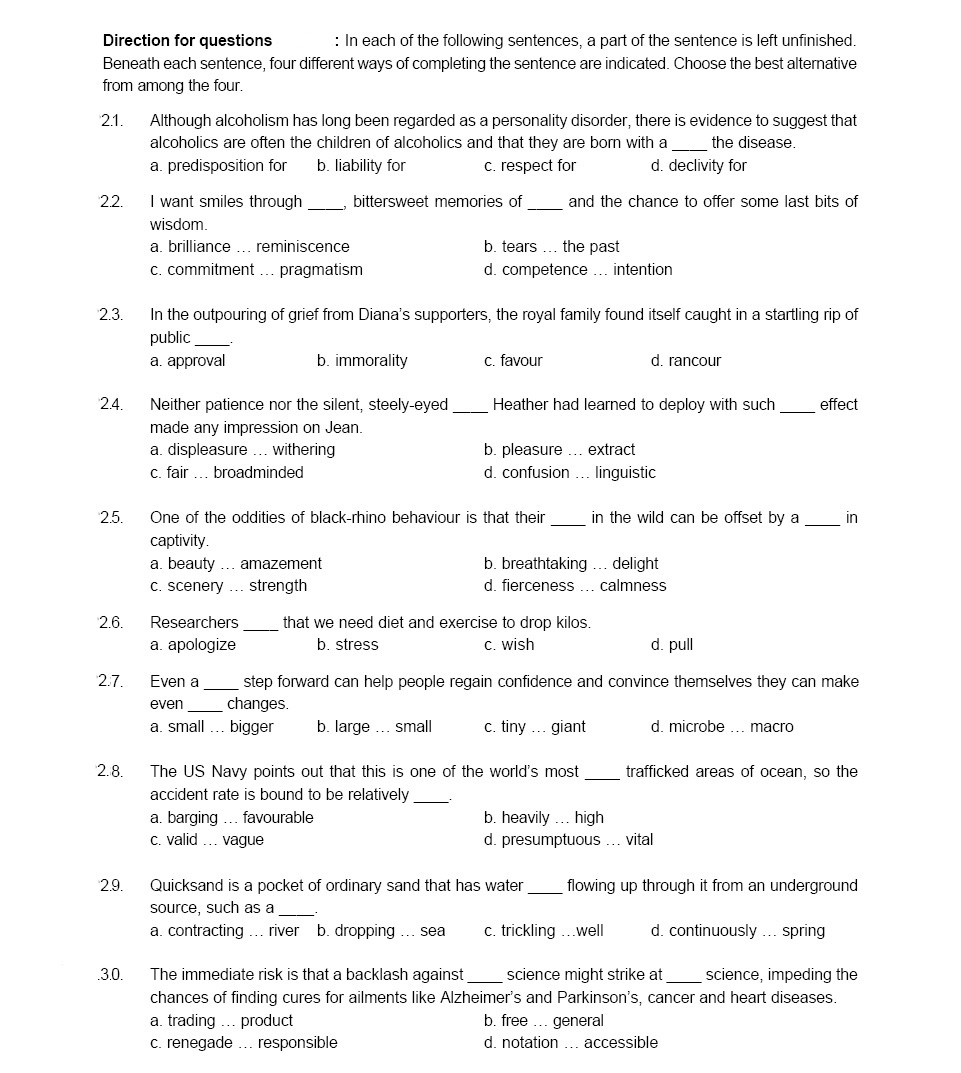 Direction for questions : In each of the following sentences, a part of the sentence is left unfinished.
Beneath each sentence, four different ways of completing the sentence are indicated. Choose the best alternative
from among the four.
2.1. Although alcoholism has long been regarded as a personality disorder, there is evidence to suggest that
alcoholics are often the children of alcoholics and that they are born with a ____ the disease.
a. predisposition for b. liability for c. respect for d. declivity for
2.2. I want smiles through ____, bittersweet memories of ____ and the chance to offer some last bits of
wisdom.
a. brilliance … reminiscence b. tears … the past
c. commitment … pragmatism d. competence … intention
2.3. In the outpouring of grief from Diana's supporters, the royal family found itself caught in a startling rip of
public ____.
a. approval b. immorality c. favour d. rancour
2.4. Neither patience nor the silent, steely-eyed ____ Heather had learned to deploy with such ____ effect
made any impression on Jean.
a. displeasure … withering b. pleasure … extract
c. fair … broadminded d. confusion … linguistic
2.5. One of the oddities of black-rhino behaviour is that their ____ in the wild can be offset by a ____ in
captivity.
a. beauty … amazement b. breathtaking … delight
c. scenery … strength d. fierceness … calmness
2.6. Researchers ____ that we need diet and exercise to drop kilos.
a. apologize b. stress c. wish d. pull
2.7. Even a ____ step forward can help people regain confidence and convince themselves they can make
even ____ changes.
a. small … bigger b. large … small c. tiny … giant d. microbe … macro
2.8. The US Navy points out that this is one of the world's most ____ trafficked areas of ocean, so the
accident rate is bound to be relatively ____.
a. barging … favourable b. heavily … high
c. valid … vague d. presumptuous … vital
2.9. Quicksand is a pocket of ordinary sand that has water ____ flowing up through it from an underground
source, such as a ____.
a. contracting … river b. dropping … sea c. trickling …well d. continuously … spring
.3.0. The immediate risk is that a backlash against ____ science might strike at ____ science, impeding the
chances of finding cures for ailments like Alzheimer's and Parkinson's, cancer and heart diseases.
a. trading … product b. free … general
c. renegade … responsible d. notation … accessible